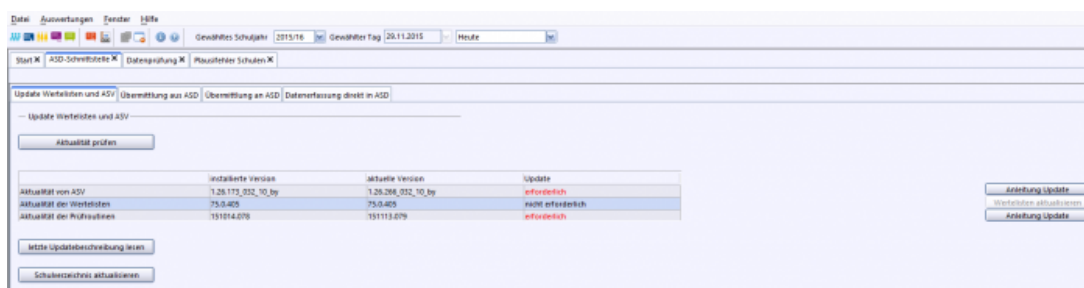 Datei Auswertungen Fenster Hilfe
Gewähltes Schuljahr 2015/16 Gewählter Tag 29.11.2015 Heute
Start X ASD-Schnittstelle X Datenprüfung X Plausifehler Schulen X
Update Wertelisten und ASV Übermittlung aus ASD Übermittlung an ASD Datenerfassung direkt in ASD
Update Wertelisten und ASV
Aktualität prüfen
installierte Version aktuelle Version Update
Aktualität von ASV 1.26.173_032_10_by 1.26.268_032_10_by erforderlich Anleitung Update
Aktualität der Wertelisten 75.0.405 75.0.405 nicht erforderlich Wertelisten aktualisieren
Aktualität der Prüfroutinen 151014.078 151113.079 erforderlich Anleitung Update
letzte Updatebeschreibung lesen
Schulverzeichnis aktualisieren